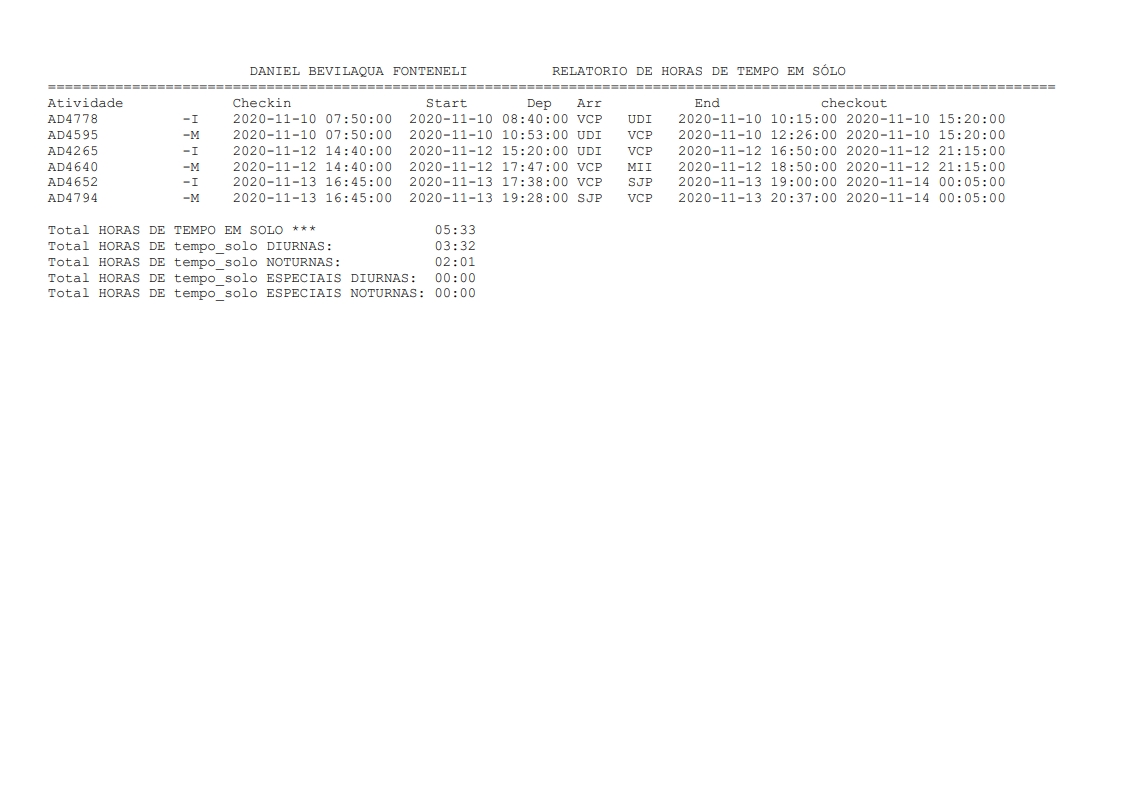 DANIEL BEVILAQUA FONTENELI RELATORIO DE HORAS DE TEMPO EM SÓLO
========================================================================================================================
Atividade Checkin Start Dep Arr End checkout
AD4778 -I 2020-11-10 07:50:00 2020-11-10 08:40:00 VCP UDI 2020-11-10 10:15:00 2020-11-10 15:20:00
AD4595 -M 2020-11-10 07:50:00 2020-11-10 10:53:00 UDI VCP 2020-11-10 12:26:00 2020-11-10 15:20:00
AD4265 -I 2020-11-12 14:40:00 2020-11-12 15:20:00 UDI VCP 2020-11-12 16:50:00 2020-11-12 21:15:00
AD4640 -M 2020-11-12 14:40:00 2020-11-12 17:47:00 VCP MII 2020-11-12 18:50:00 2020-11-12 21:15:00
AD4652 -I 2020-11-13 16:45:00 2020-11-13 17:38:00 VCP SJP 2020-11-13 19:00:00 2020-11-14 00:05:00
AD4794 -M 2020-11-13 16:45:00 2020-11-13 19:28:00 SJP VCP 2020-11-13 20:37:00 2020-11-14 00:05:00
Total HORAS DE TEMPO EM SOLO *** 05:33
Total HORAS DE tempo_solo DIURNAS: 03:32
Total HORAS DE tempo_solo NOTURNAS: 02:01
Total HORAS DE tempo_solo ESPECIAIS DIURNAS: 00:00
Total HORAS DE tempo_solo ESPECIAIS NOTURNAS: 00:00